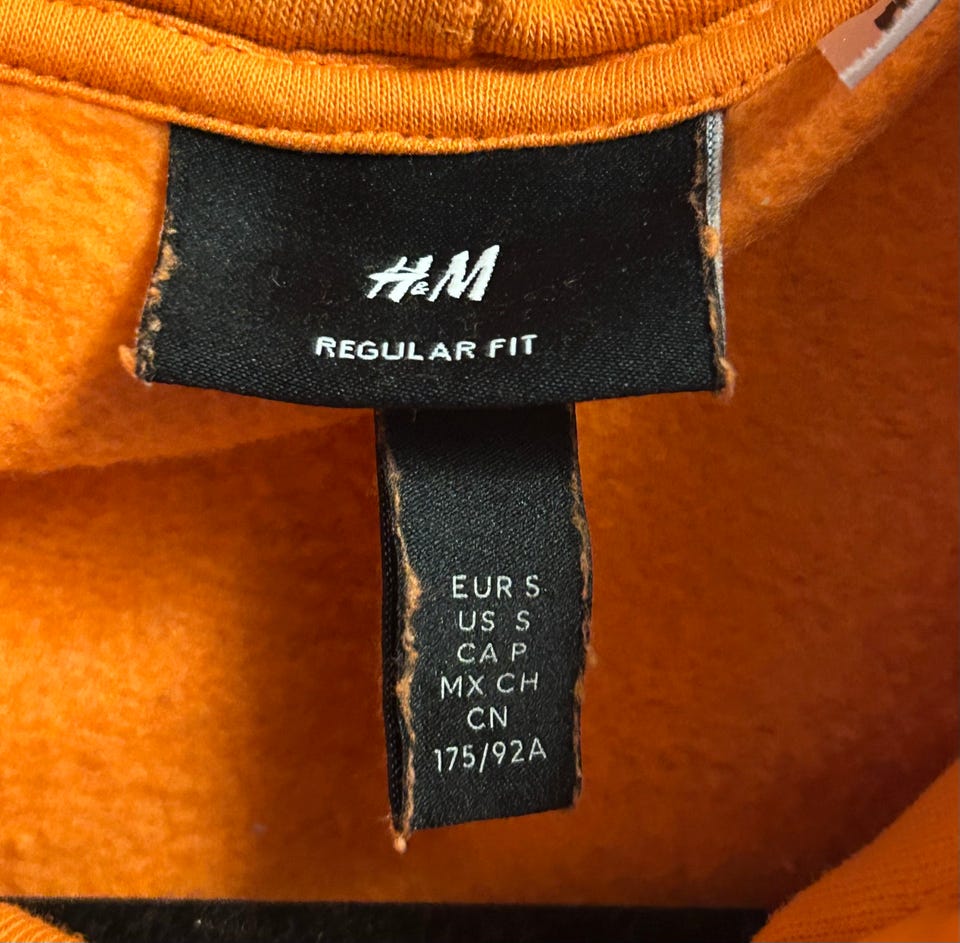 H&M
REGULAR FIT
EUR S
US S
CA P
MX CH
CN
175/92A